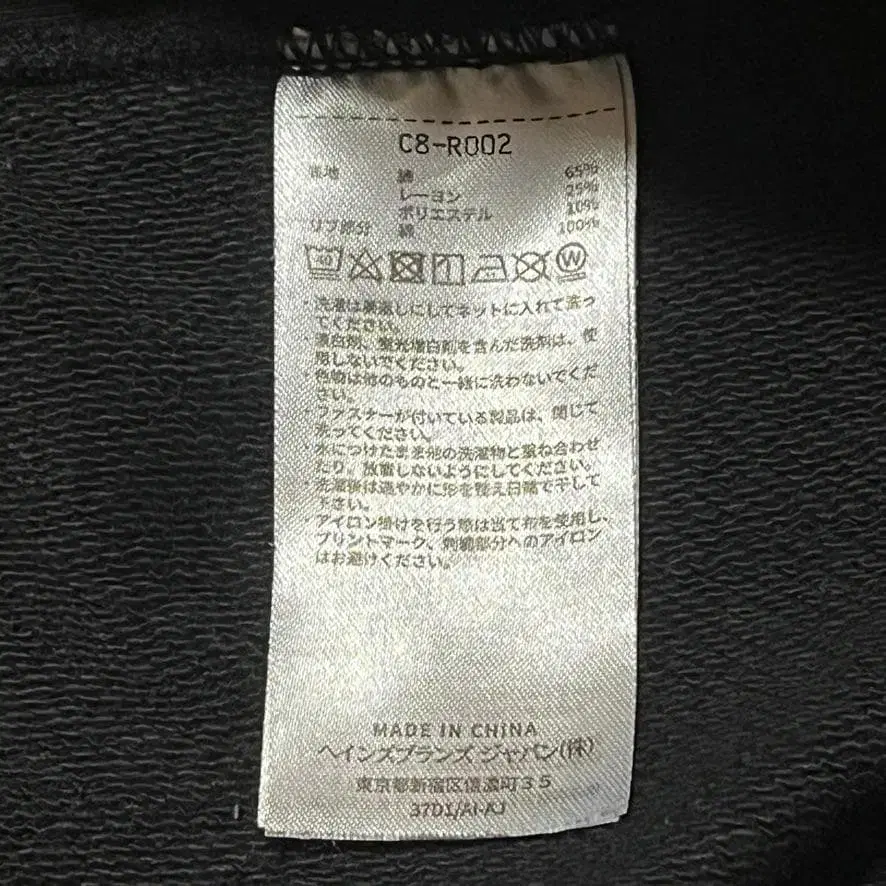 C8-R002
身地 綿 65%
レーヨン 25%
ポリエステル 10%
リブ部分 綿 100%
40
W
・洗濯は裏返しにしてネットに入れて洗っ
てください。
・漂白剤、蛍光増白剤を含んだ洗剤は、使
用しないでください。
・色物は他のものと一緒に洗わないでくだ
さい。
・ファスナーが付いている製品は、閉じて
洗ってください。
・水につけたまま他の洗濯物と重ね合わせ
たり、放置しないようにしてください。
・洗濯後は速やかに形を整え日陰で干して
下さい。
・アイロン掛けを行う際は当て布を使用し、
プリントマーク、刺繍部分へのアイロン
はお避けください。
MADE IN CHINA
ヘインズブランズ ジャパン(株)
東京都新宿区信濃町35
37D1/AI-AJ